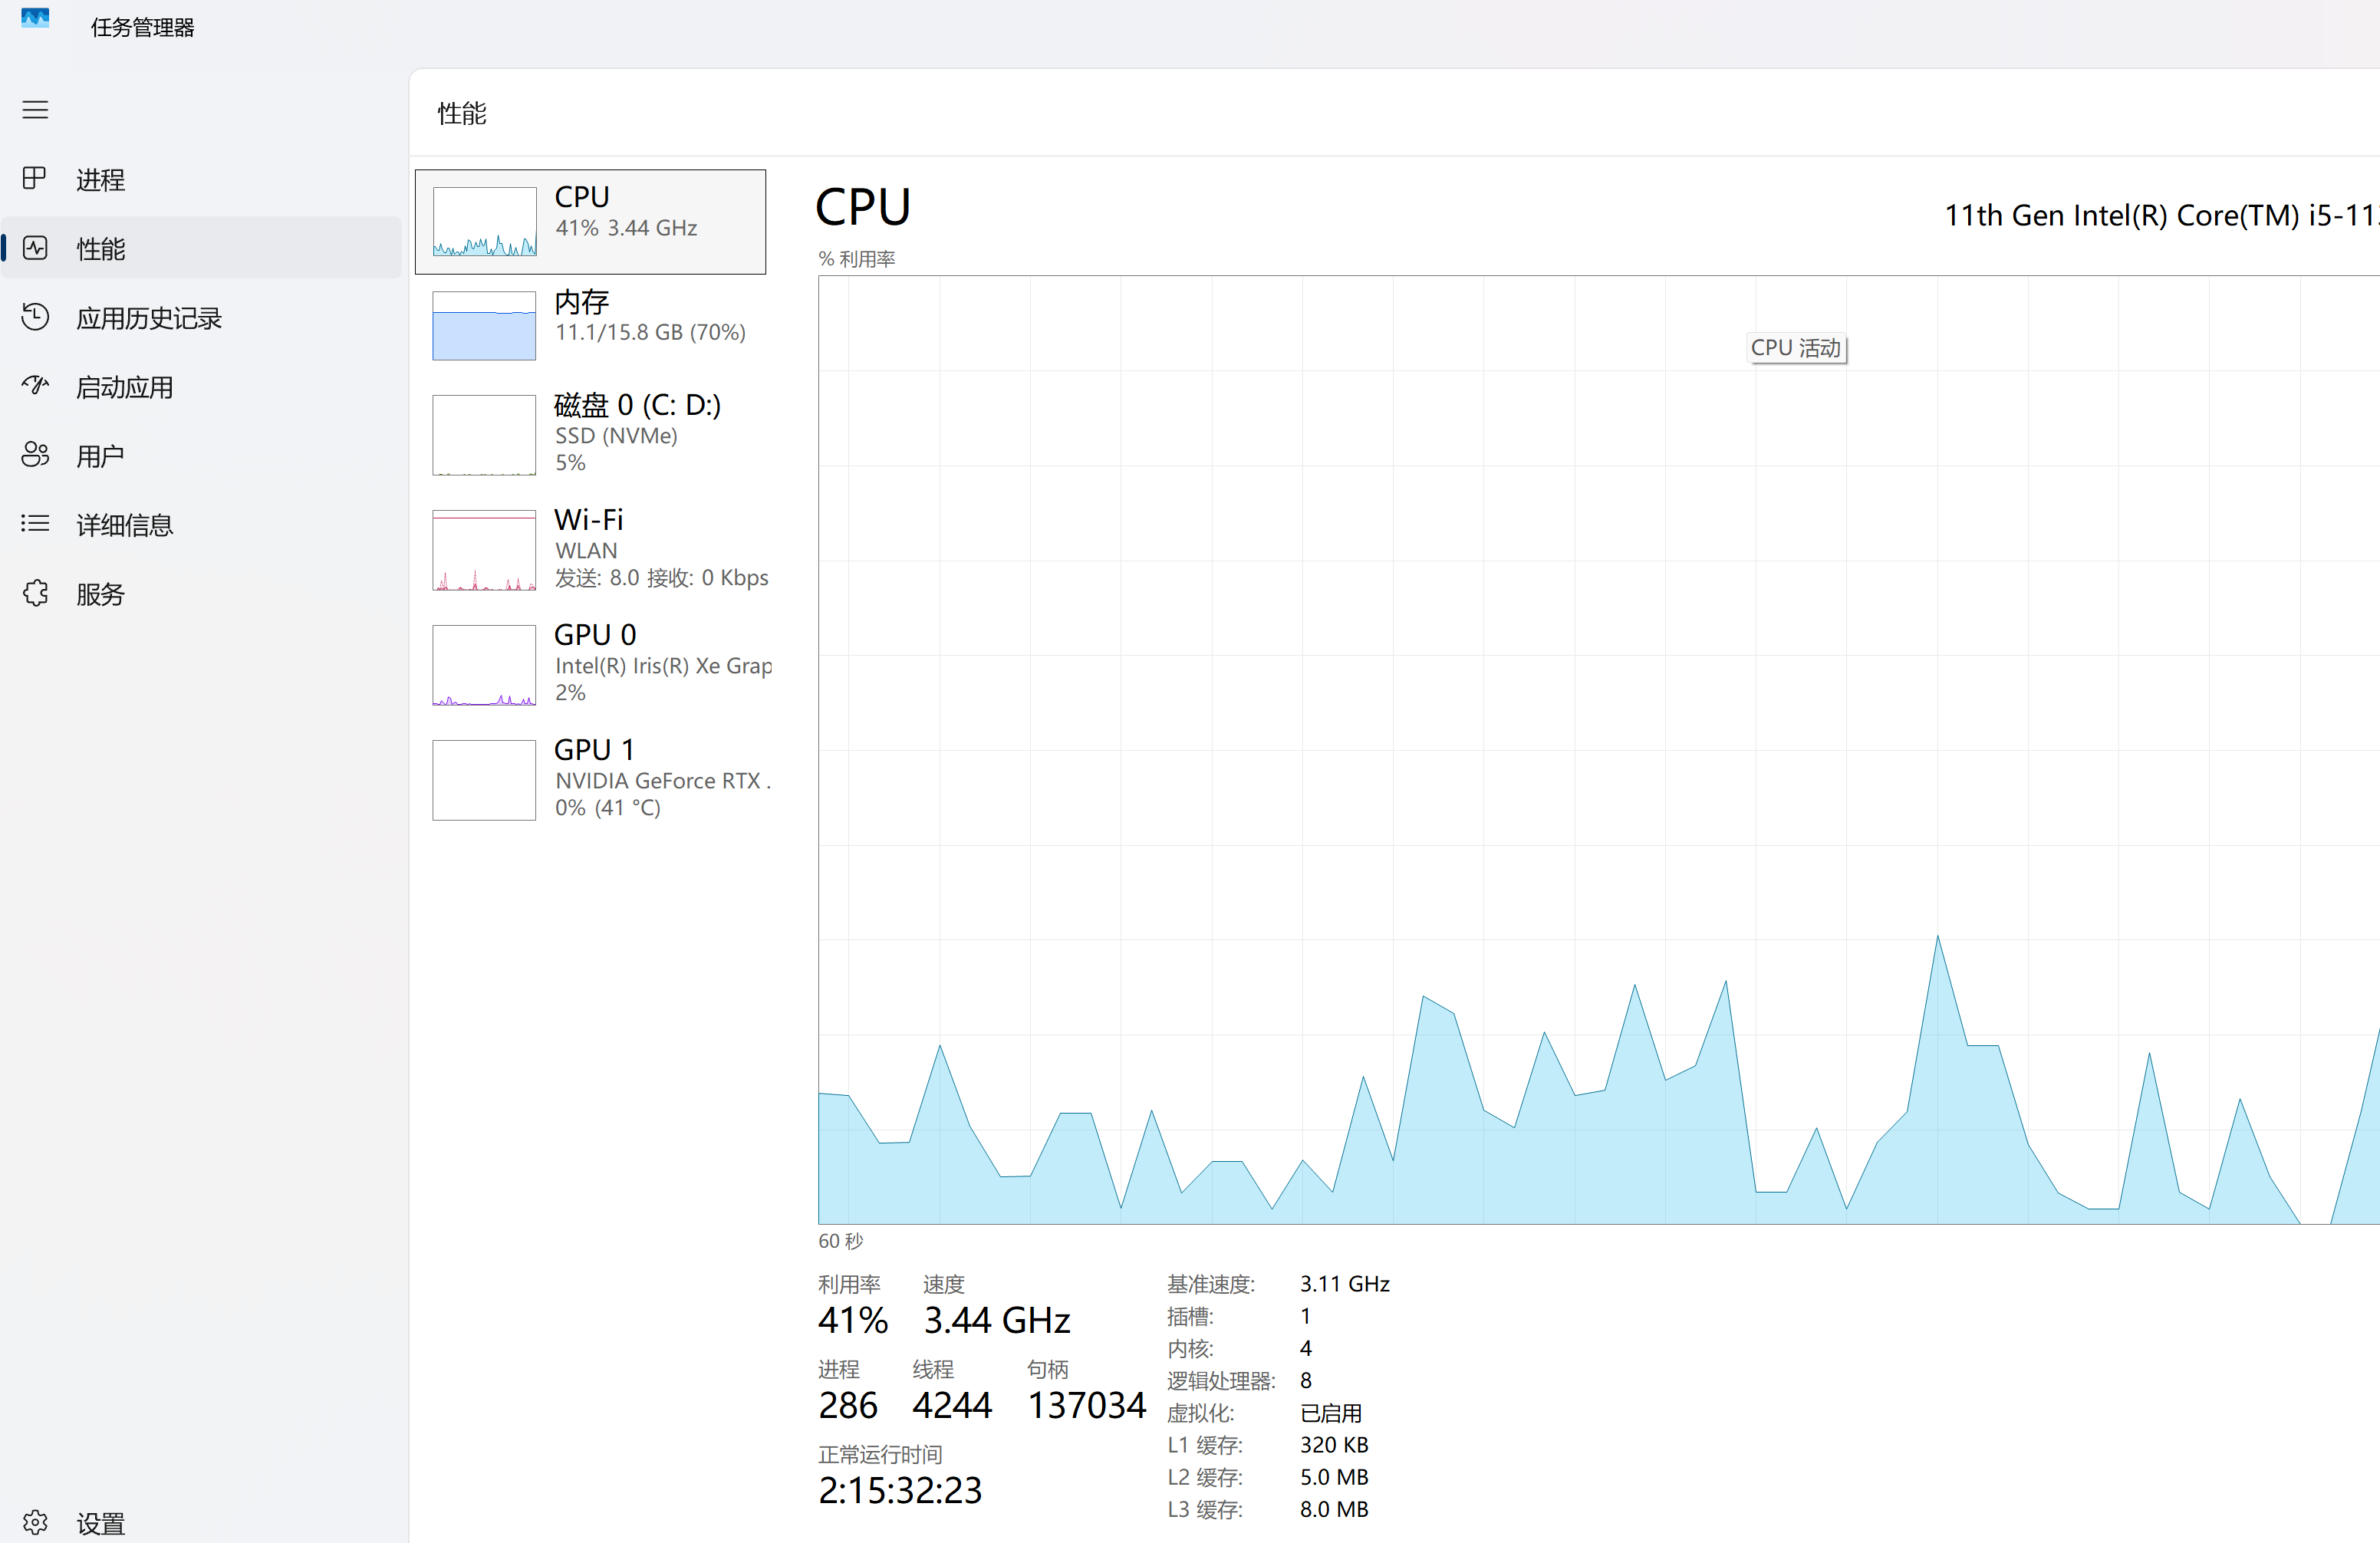 任务管理器
进程
性能
应用历史记录
启动应用
用户
详细信息
服务
设置
性能
CPU
41% 3.44 GHz
内存
11.1/15.8 GB (70%)
磁盘 0 (C: D:)
SSD (NVMe)
5%
Wi-Fi
WLAN
发送: 8.0 接收: 0 Kbps
GPU 0
Intel(R) Iris(R) Xe Grap
2%
GPU 1
NVIDIA GeForce RTX .
0% (41 °C)
CPU
11th Gen Intel(R) Core(TM) i5-113
% 利用率
CPU 活动
60 秒
利用率 速度
41% 3.44 GHz
进程 线程 句柄
286 4244 137034
正常运行时间
2:15:32:23
基准速度: 3.11 GHz
插槽: 1
内核: 4
逻辑处理器: 8
虚拟化: 已启用
L1 缓存: 320 KB
L2 缓存: 5.0 MB
L3 缓存: 8.0 MB